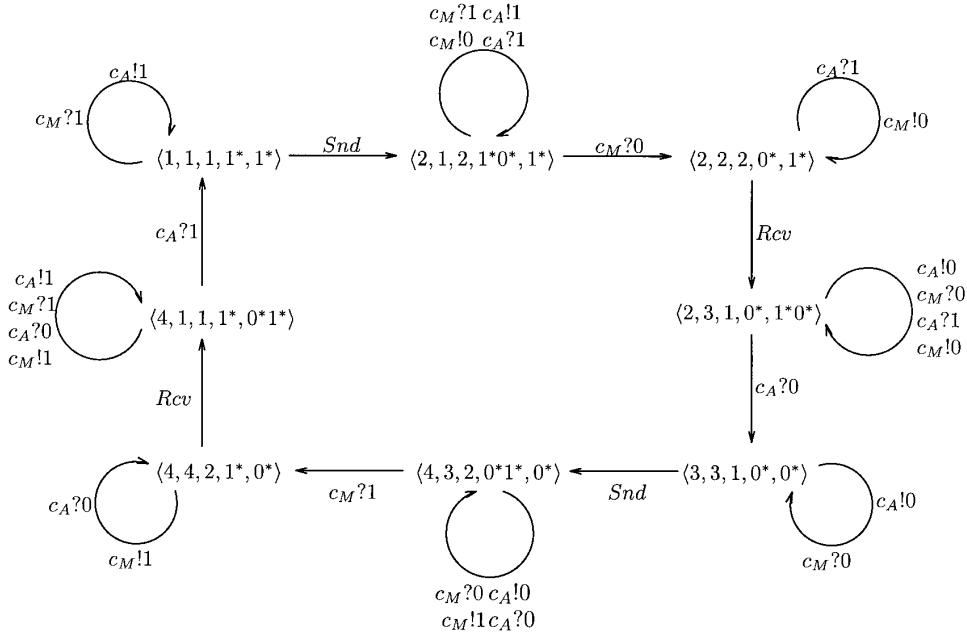 c_M?1 c_A!1
c_M!0 c_A?1
c_A!1
c_M?1
c_A?1
c_M!0
⟨1, 1, 1, 1*, 1*⟩
Snd
⟨2, 1, 2, 1*0*, 1*⟩
c_M?0
⟨2, 2, 2, 0*, 1*⟩
c_A?1
Rcv
c_A!1
c_M?1
c_A?0
c_M!1
⟨4, 1, 1, 1*, 0*1*⟩
⟨2, 3, 1, 0*, 1*0*⟩
c_A!0
c_M?0
c_A?1
c_M!0
Rcv
c_A?0
⟨4, 4, 2, 1*, 0*⟩
c_M?1
⟨4, 3, 2, 0*1*, 0*⟩
Snd
⟨3, 3, 1, 0*, 0*⟩
c_A?0
c_M!1
c_A!0
c_M?0
c_M?0 c_A!0
c_M!1 c_A?0